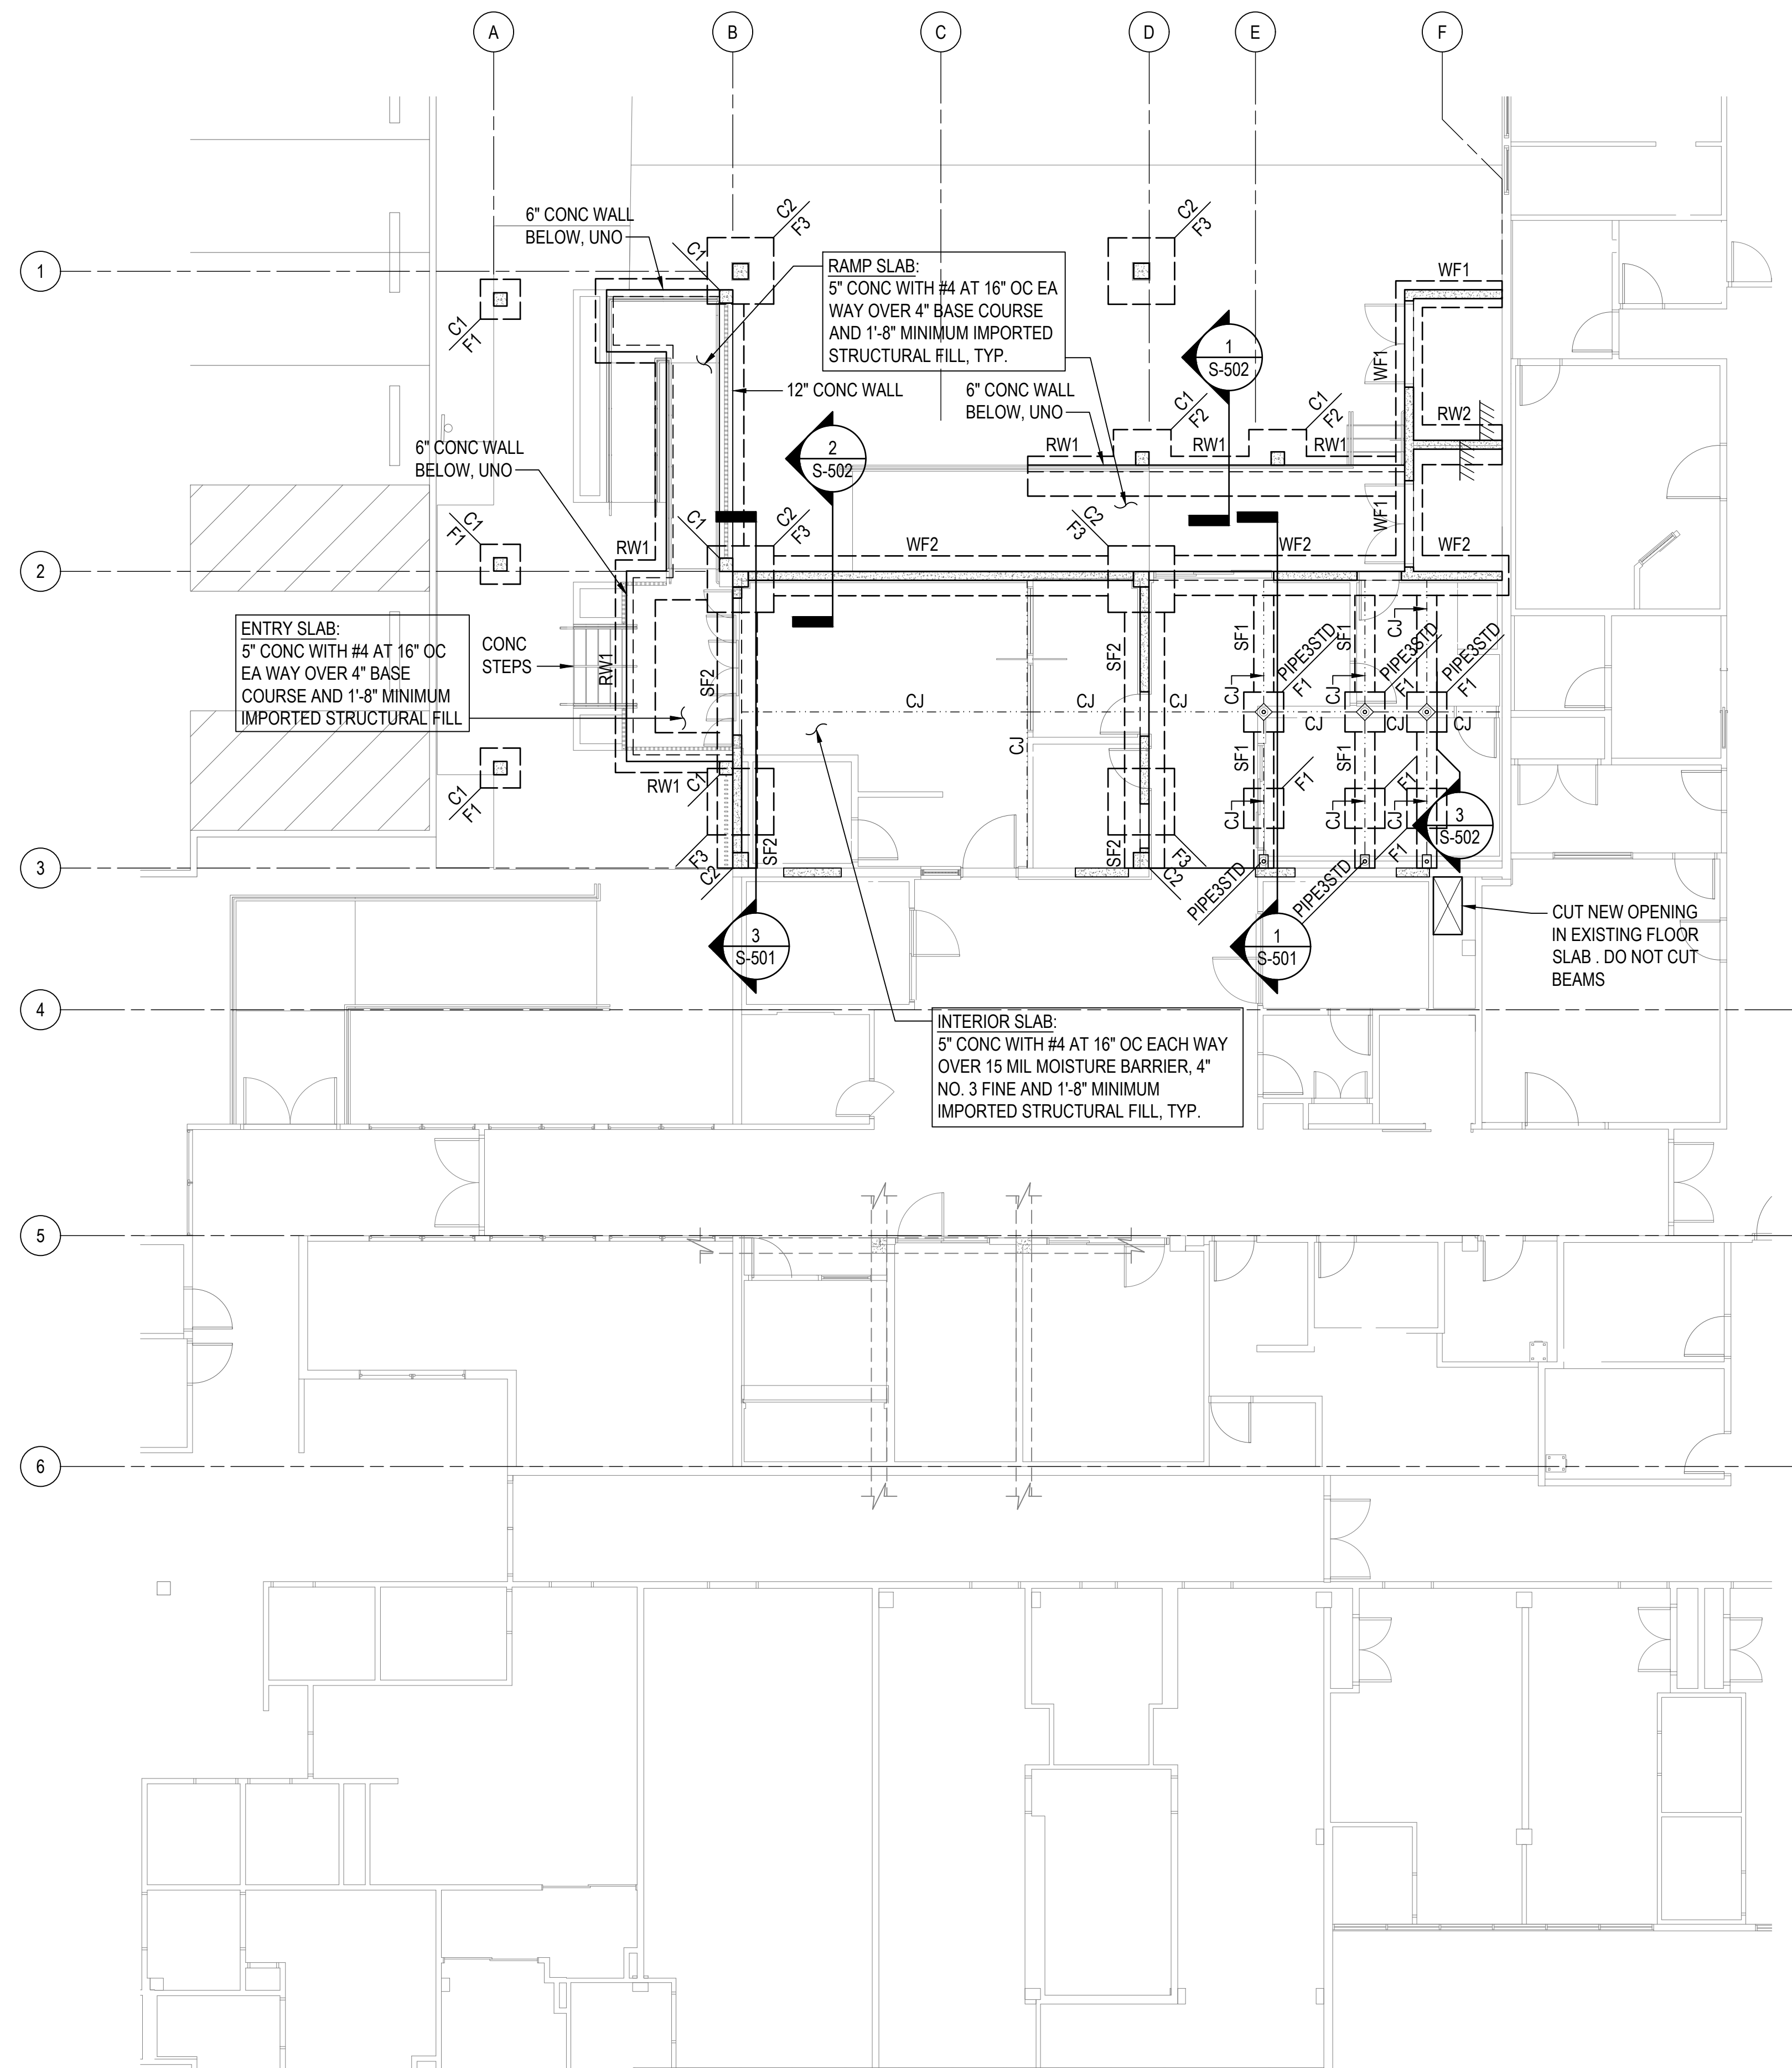 A
B
C
D
E
F
1
2
3
4
5
6
6" CONC WALL
BELOW, UNO
C1
C2
F3
C2
F3
RAMP SLAB:
5" CONC WITH #4 AT 16" OC EA
WAY OVER 4" BASE COURSE
AND 1'-8" MINIMUM IMPORTED
STRUCTURAL FILL, TYP.
WF1
C1
F1
1
S-502
WF1
12" CONC WALL
6" CONC WALL
BELOW, UNO
C1
F2
C1
F2
RW2
RW1
RW1
RW1
6" CONC WALL
BELOW, UNO
2
S-502
C1
F1
C1
C2
F3
C2
F3
WF1
RW1
WF2
WF2
WF2
ENTRY SLAB:
5" CONC WITH #4 AT 16" OC
EA WAY OVER 4" BASE
COURSE AND 1'-8" MINIMUM
IMPORTED STRUCTURAL FILL
CONC
STEPS
RW1
SF2
SF2
SF1
SF1
CJ
PIPE3STD
F1
PIPE3STD
F1
PIPE3STD
F1
CJ
CJ
CJ
CJ
CJ
CJ
CJ
CJ
CJ
SF1
SF1
C1
F1
RW1
C1
F1
F1
CJ
CJ
CJ
3
S-502
F3
C2
SF2
SF2
F3
C2
F1
PIPE3STD
PIPE3STD
3
S-501
1
S-501
CUT NEW OPENING
IN EXISTING FLOOR
SLAB . DO NOT CUT
BEAMS
INTERIOR SLAB:
5" CONC WITH #4 AT 16" OC EACH WAY
OVER 15 MIL MOISTURE BARRIER, 4"
NO. 3 FINE AND 1'-8" MINIMUM
IMPORTED STRUCTURAL FILL, TYP.